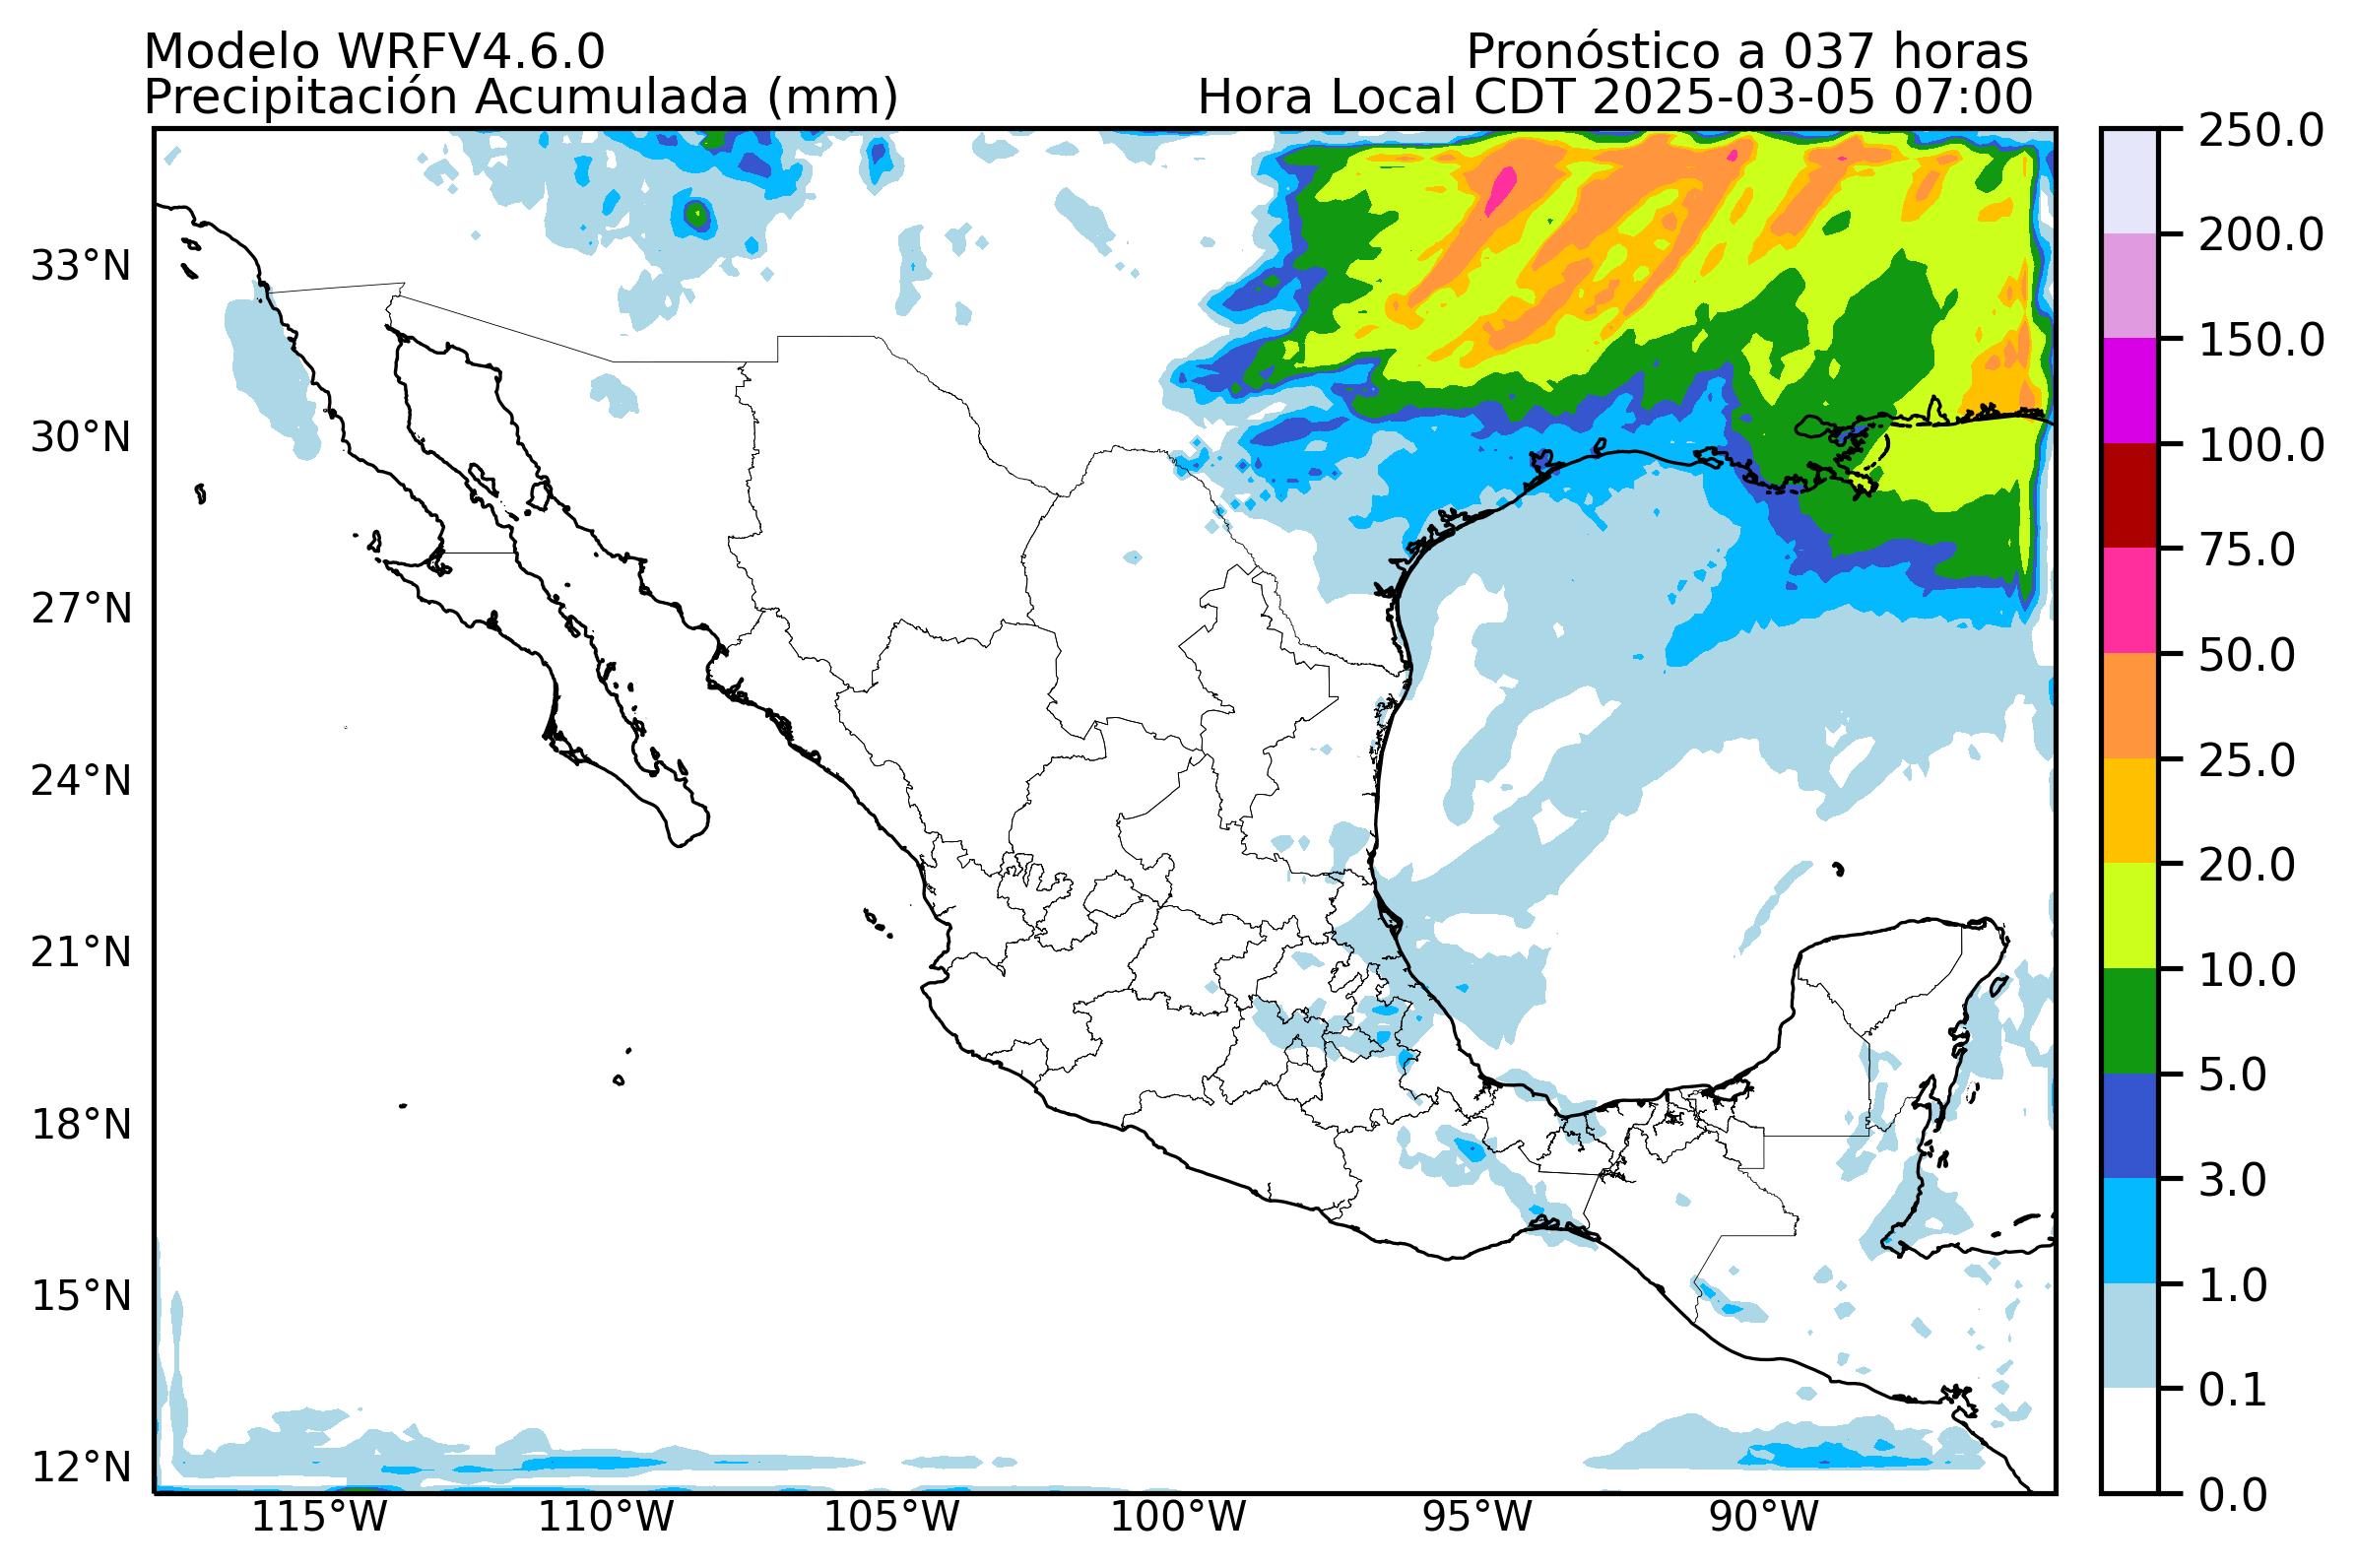 Modelo WRFV4.6.0
Pronóstico a 037 horas
Precipitación Acumulada (mm)
Hora Local CDT 2025-03-05 07:00
33°N
30°N
27°N
24°N
21°N
18°N
15°N
12°N
115°W
110°W
105°W
100°W
95°W
90°W
250.0
200.0
150.0
100.0
75.0
50.0
25.0
20.0
10.0
5.0
3.0
1.0
0.1
0.0